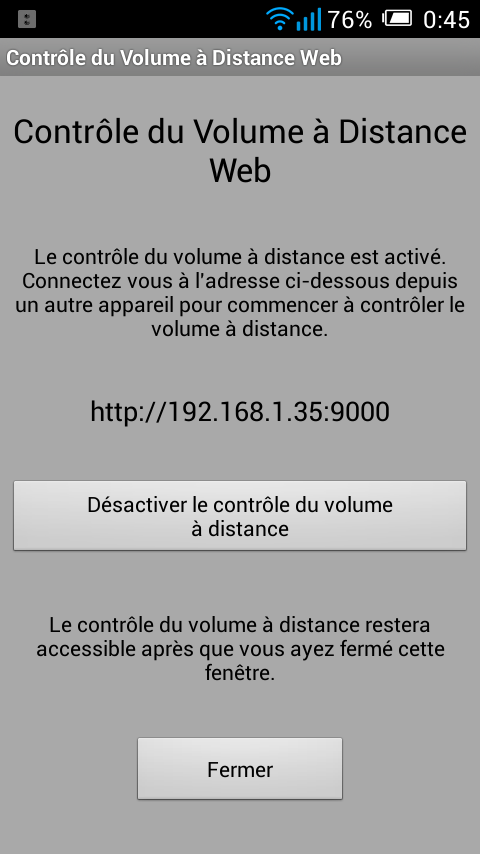 76% 0:45
Contrôle du Volume à Distance Web
Contrôle du Volume à Distance
Web
Le contrôle du volume à distance est activé.
Connectez vous à l'adresse ci-dessous depuis
un autre appareil pour commencer à contrôler le
volume à distance.
http://192.168.1.35:9000
Désactiver le contrôle du volume
à distance
Le contrôle du volume à distance restera
accessible après que vous ayez fermé cette
fenêtre.
Fermer